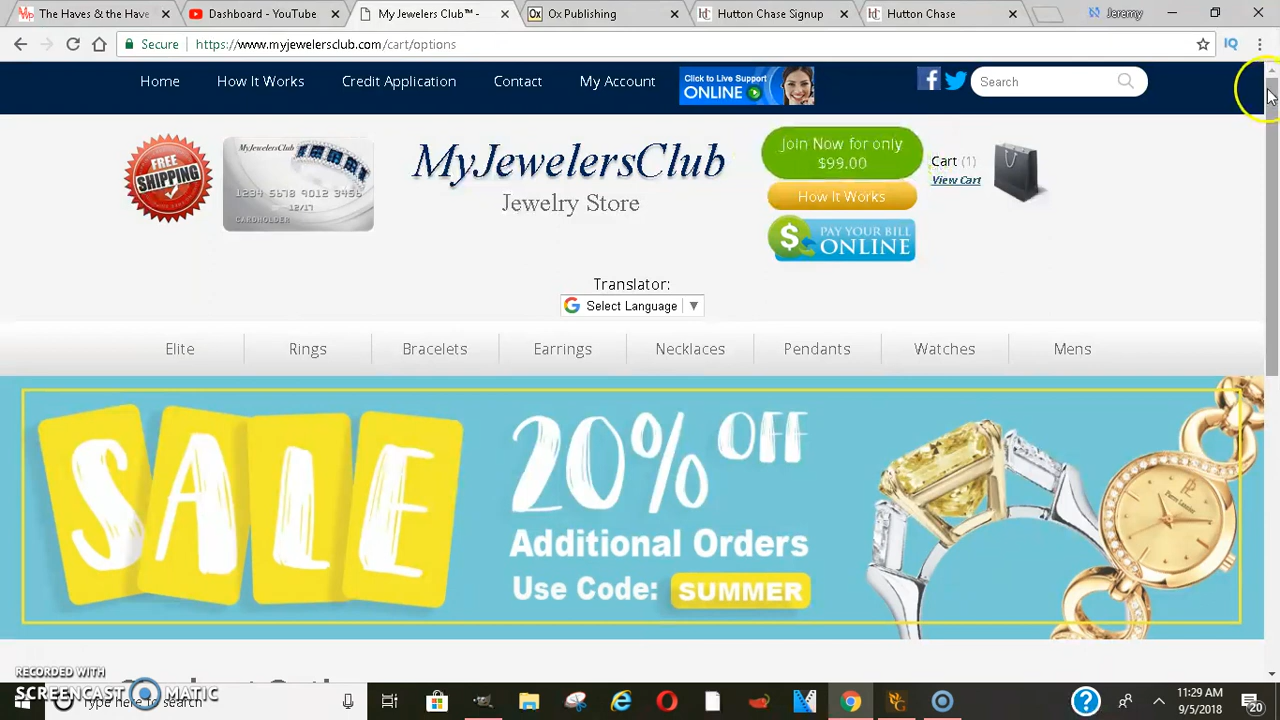 The Haves & the Have
Dashboard - YouTube
My Jewelers Club™ -
Ox Publishing
Hutton Chase Signup
Hutton Chase
Jeremy
Secure
https://www.myjewelersclub.com/cart/options
Home
How It Works
Credit Application
Contact
My Account
Click to Live Support
ONLINE
Search
FREE
SHIPPING
MyJewelersClub
1234 5678 9012 3456
12/17
CARDHOLDER
MyJewelersClub
Jewelry Store
Join Now for only
$99.00
How It Works
PAY YOUR BILL
ONLINE
Cart (1)
View Cart
Translator:
Select Language
Elite
Rings
Bracelets
Earrings
Necklaces
Pendants
Watches
Mens
SALE
20% OFF
Additional Orders
Use Code: SUMMER
RECORDED WITH
SCREENCAST MATIC
Type here to search
11:29 AM
9/5/2018
20